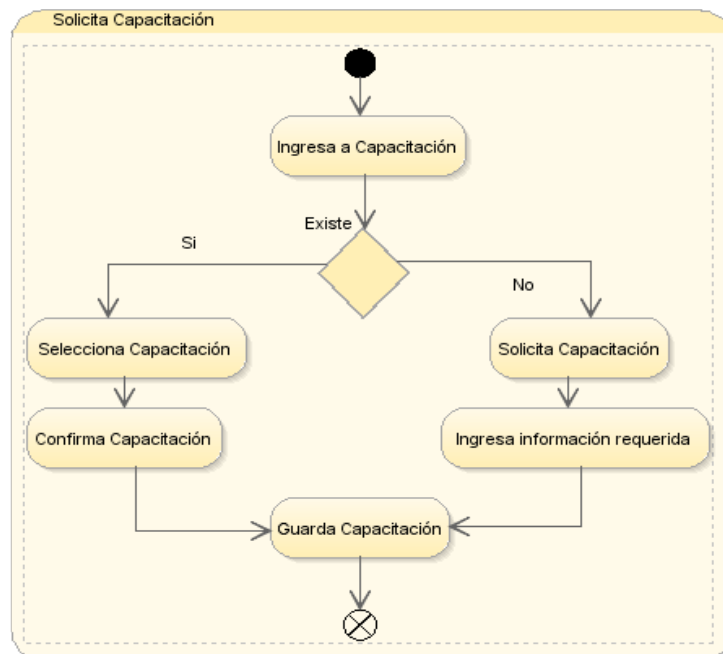 Solicita Capacitación
Ingresa a Capacitación
Existe
Si
No
Selecciona Capacitación
Solicita Capacitación
Confirma Capacitación
Ingresa información requerida
Guarda Capacitación